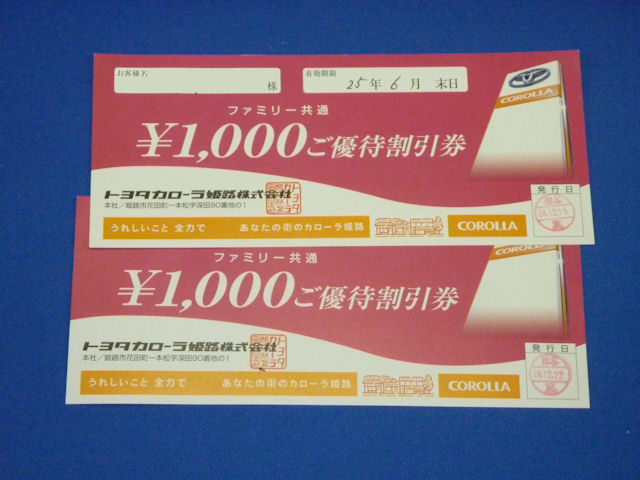 お客様名
様
有効期限
25年6月 末日
COROLLA
ファミリー共通
¥1,000ご優待割引券
トヨタカローラ姫路株式会社
本社／姫路市花田町一本松字深田90番地の1
発行日
24.12.15
うれしいこと 全力で
あなたの街のカローラ姫路
COROLLA
ファミリー共通
¥1,000ご優待割引券
トヨタカローラ姫路株式会社
本社／姫路市花田町一本松字深田90番地の1
発行日
24.12.22
うれしいこと 全力で
あなたの街のカローラ姫路
COROLLA